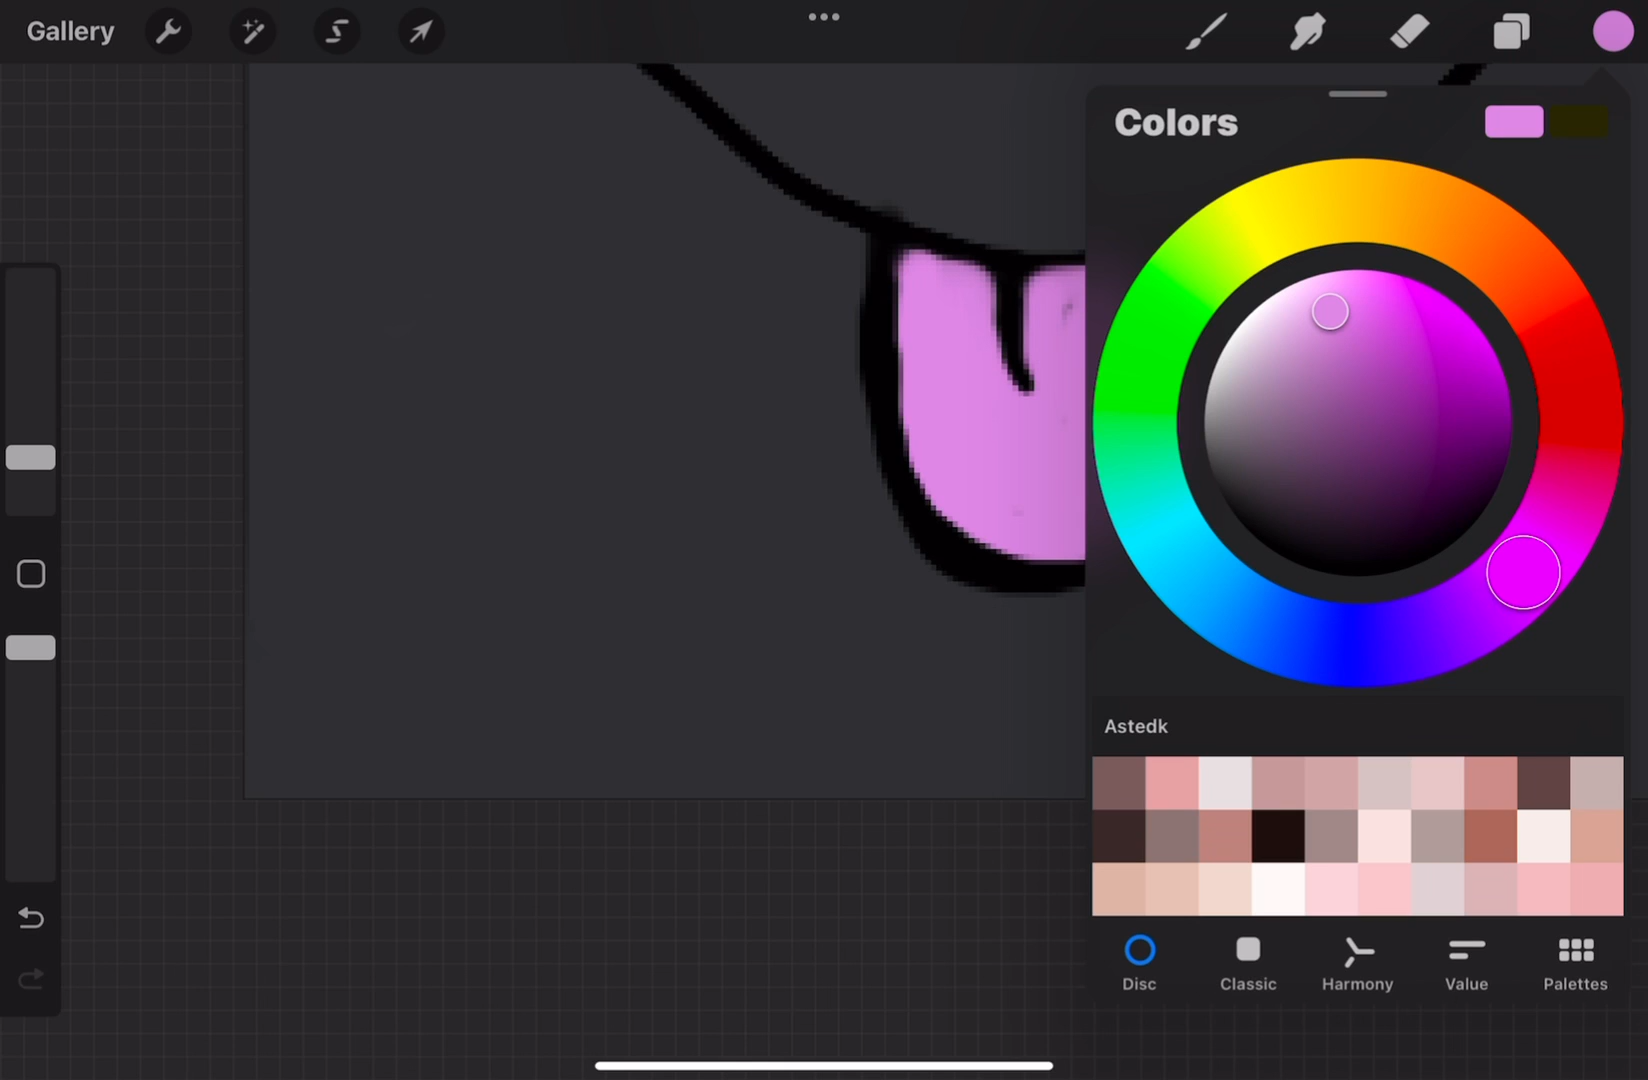 Gallery
Colors
Astedk
Disc
Classic
Harmony
Value
Palettes